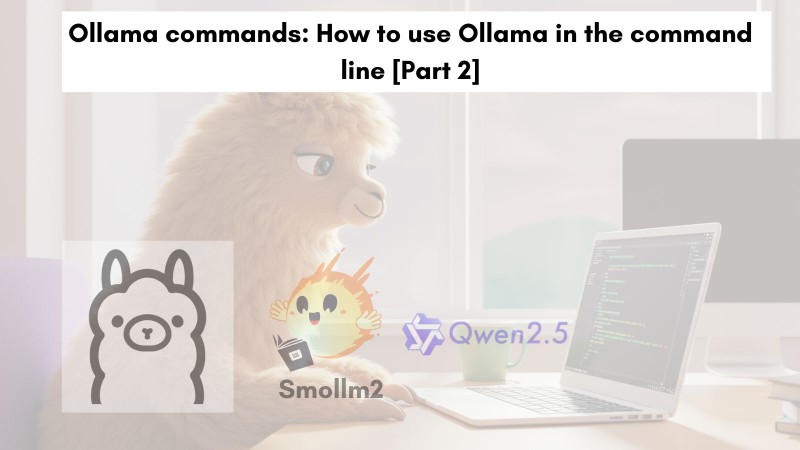 Ollama commands: How to use Ollama in the command
line [Part 2]
Qwen2.5
Smollm2